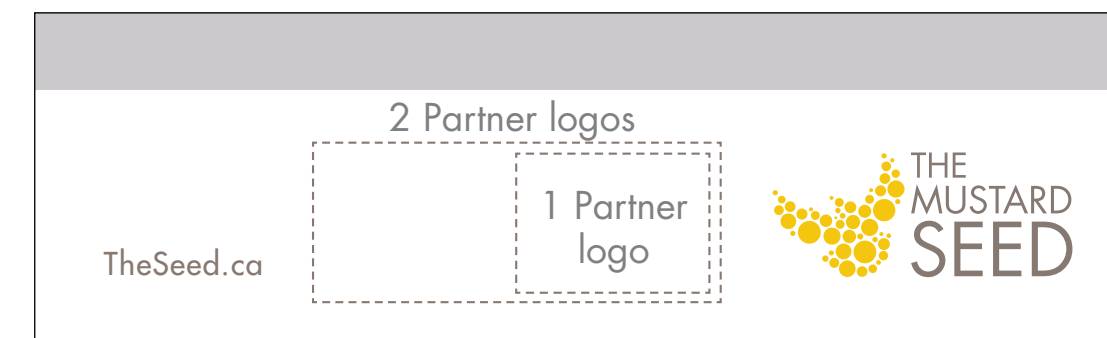 2 Partner logos
1 Partner
logo
TheSeed.ca
THE
MUSTARD
SEED